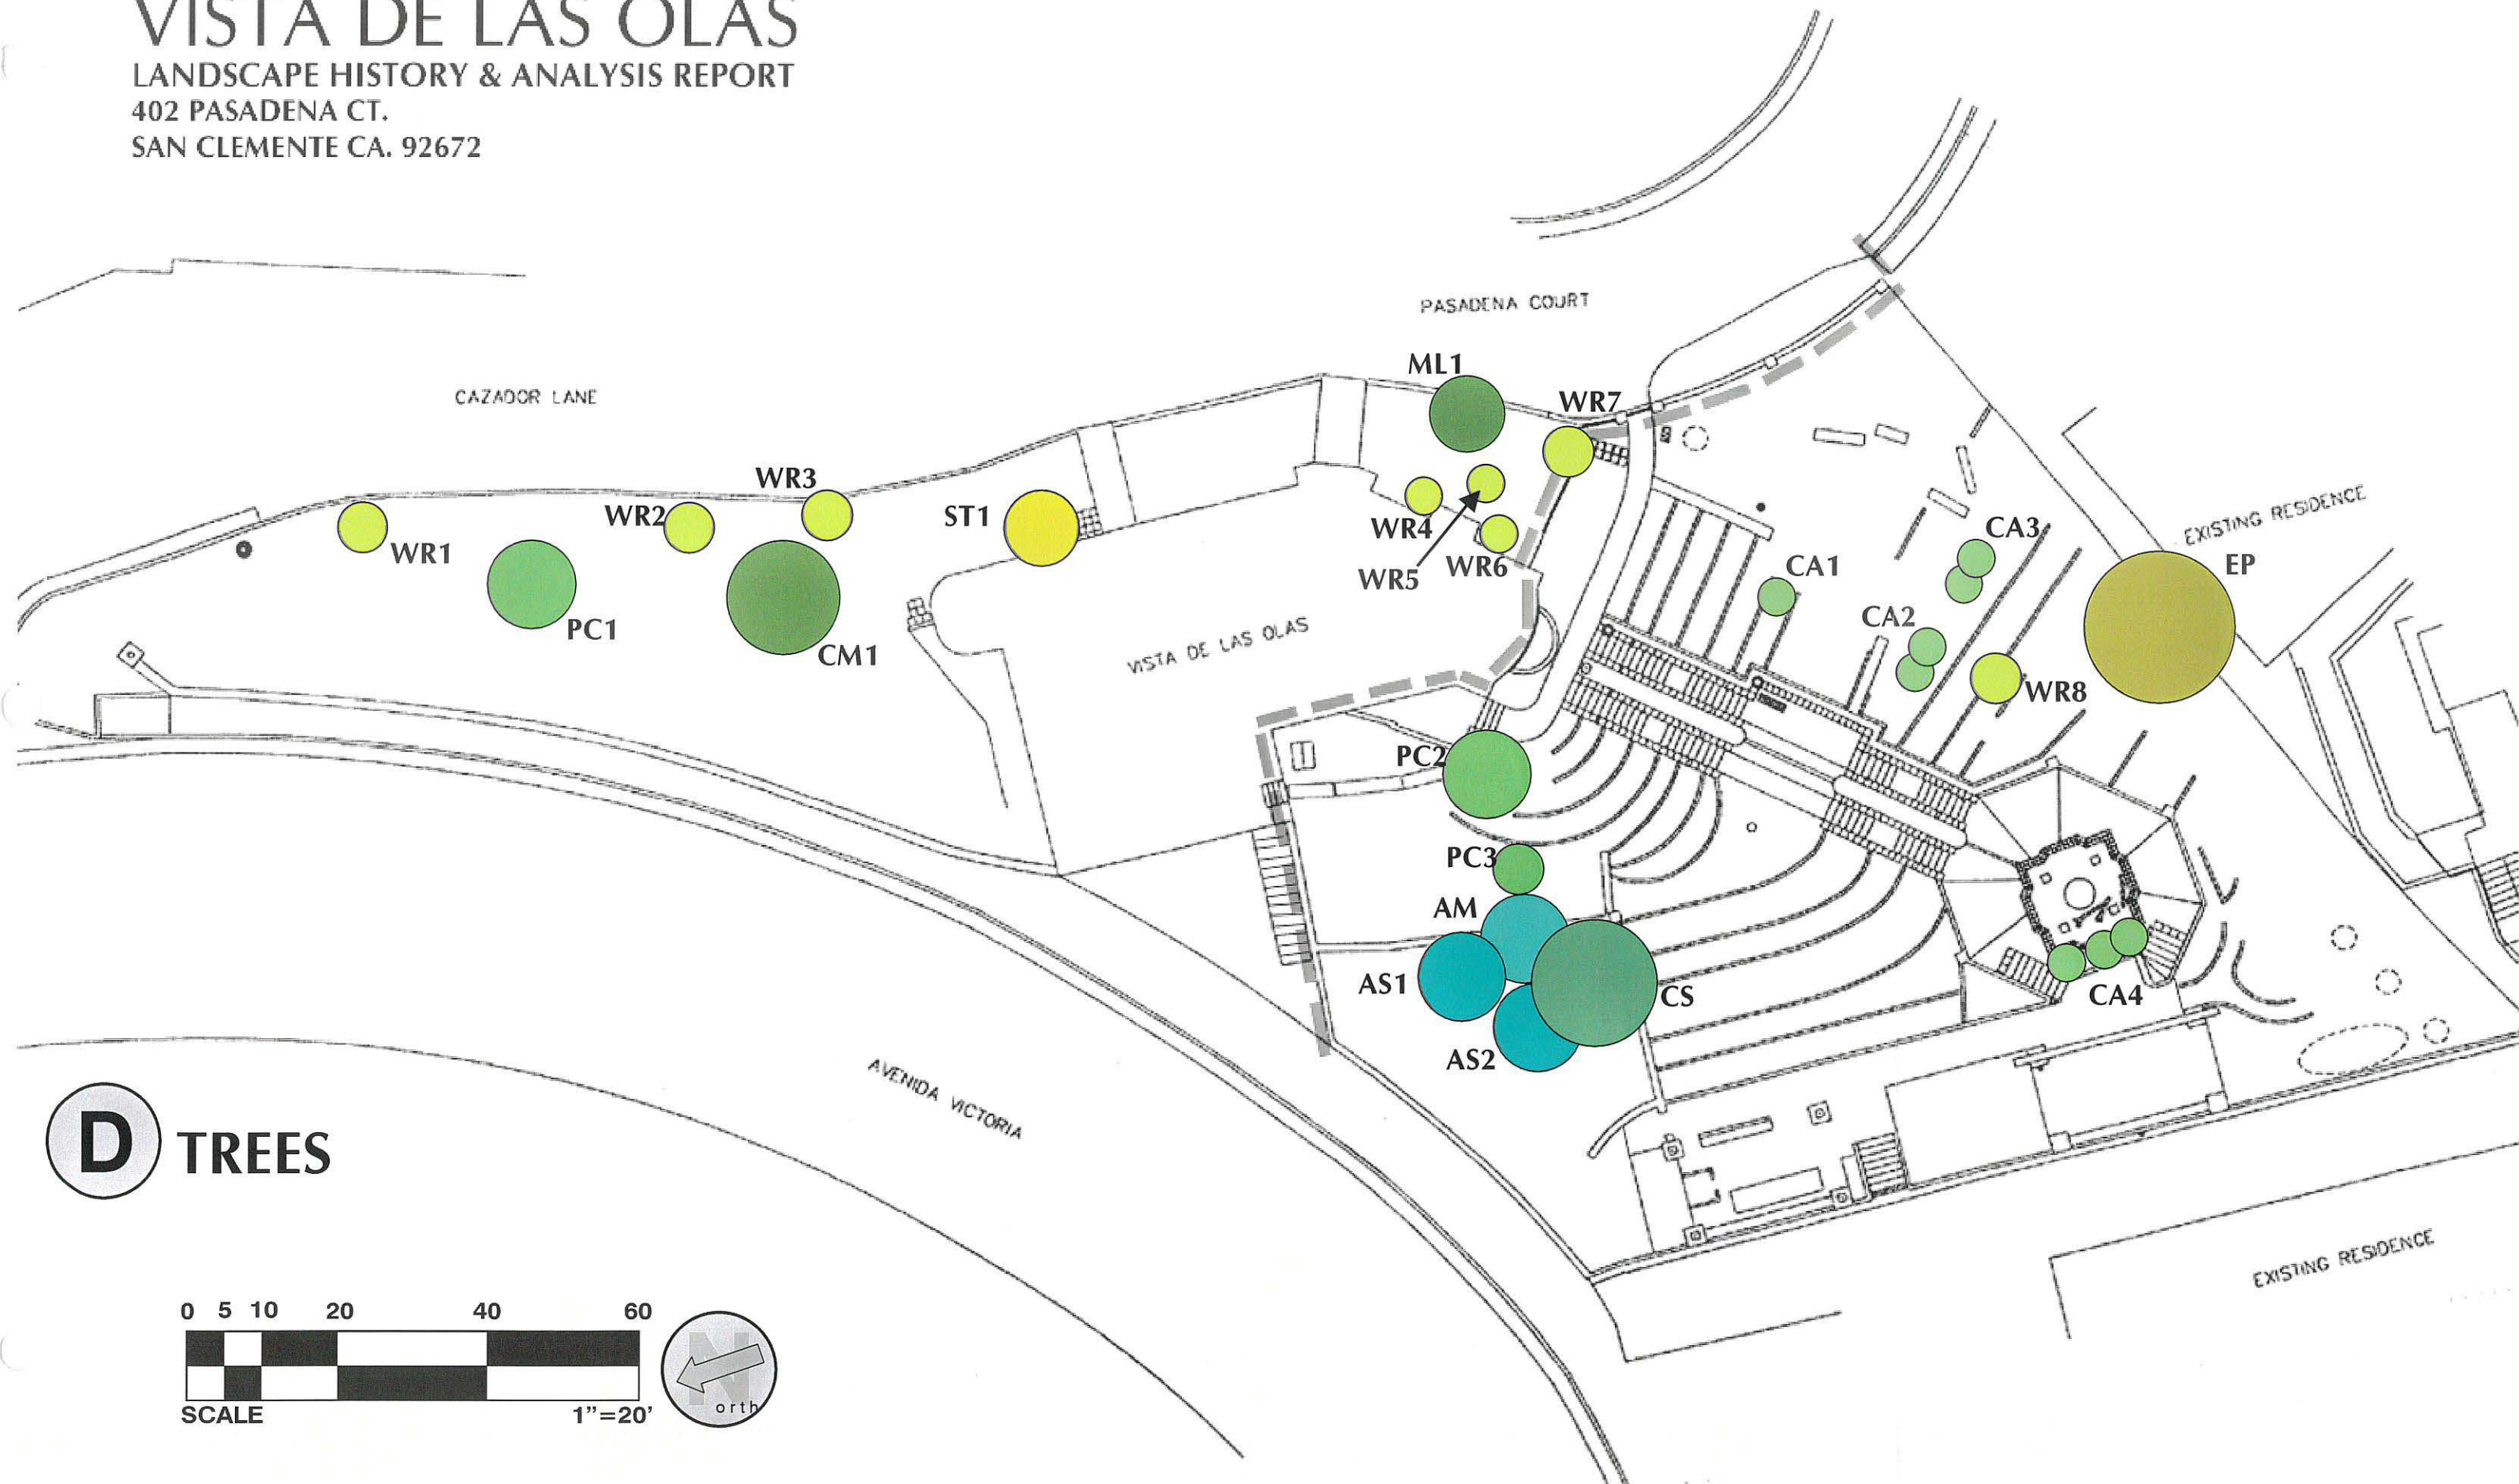 VISTA DE LAS OLAS
LANDSCAPE HISTORY & ANALYSIS REPORT
402 PASADENA CT.
SAN CLEMENTE CA. 92672
PASADENA COURT
CAZADOR LANE
ML1
WR7
WR3
WR2
ST1
WR1
WR4
WR5
WR6
PC1
CM1
CA3
CA1
CA2
EXISTING RESIDENCE
EP
WR8
VISTA DE LAS OLAS
PC2
PC3
AM
AS1
CS
AS2
CA4
AVENIDA VICTORIA
D TREES
EXISTING RESIDENCE
0 5 10 20 40 60
SCALE 1"=20'
N
orth